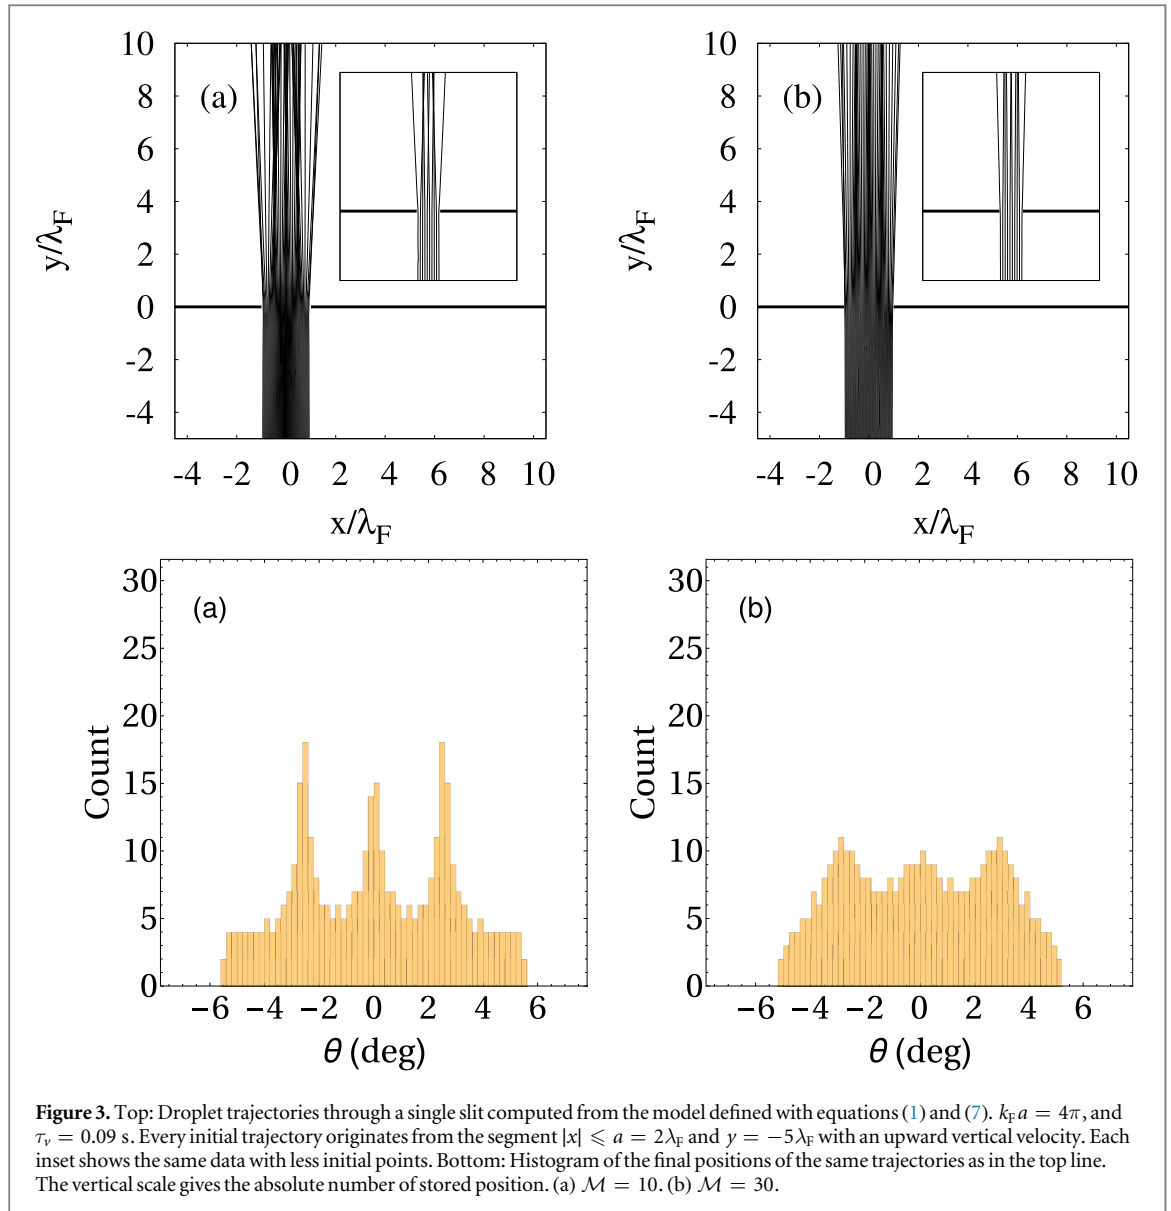 10
8
6
4
2
0
-2
-4
y/λF
(a)
-4 -2 0 2 4 6 8 10
x/λF
10
8
6
4
2
0
-2
-4
y/λF
(b)
-4 -2 0 2 4 6 8 10
x/λF
30
25
20
15
10
5
0
Count
(a)
−6 −4 −2 0 2 4 6
θ (deg)
30
25
20
15
10
5
0
Count
(b)
−6 −4 −2 0 2 4 6
θ (deg)
Figure 3. Top: Droplet trajectories through a single slit computed from the model defined with equations (1) and (7). kFa = 4π, and
τv = 0.09 s. Every initial trajectory originates from the segment |x| ⩽ a = 2λF and y = −5λF with an upward vertical velocity. Each
inset shows the same data with less initial points. Bottom: Histogram of the final positions of the same trajectories as in the top line.
The vertical scale gives the absolute number of stored position. (a) ℳ = 10. (b) ℳ = 30.